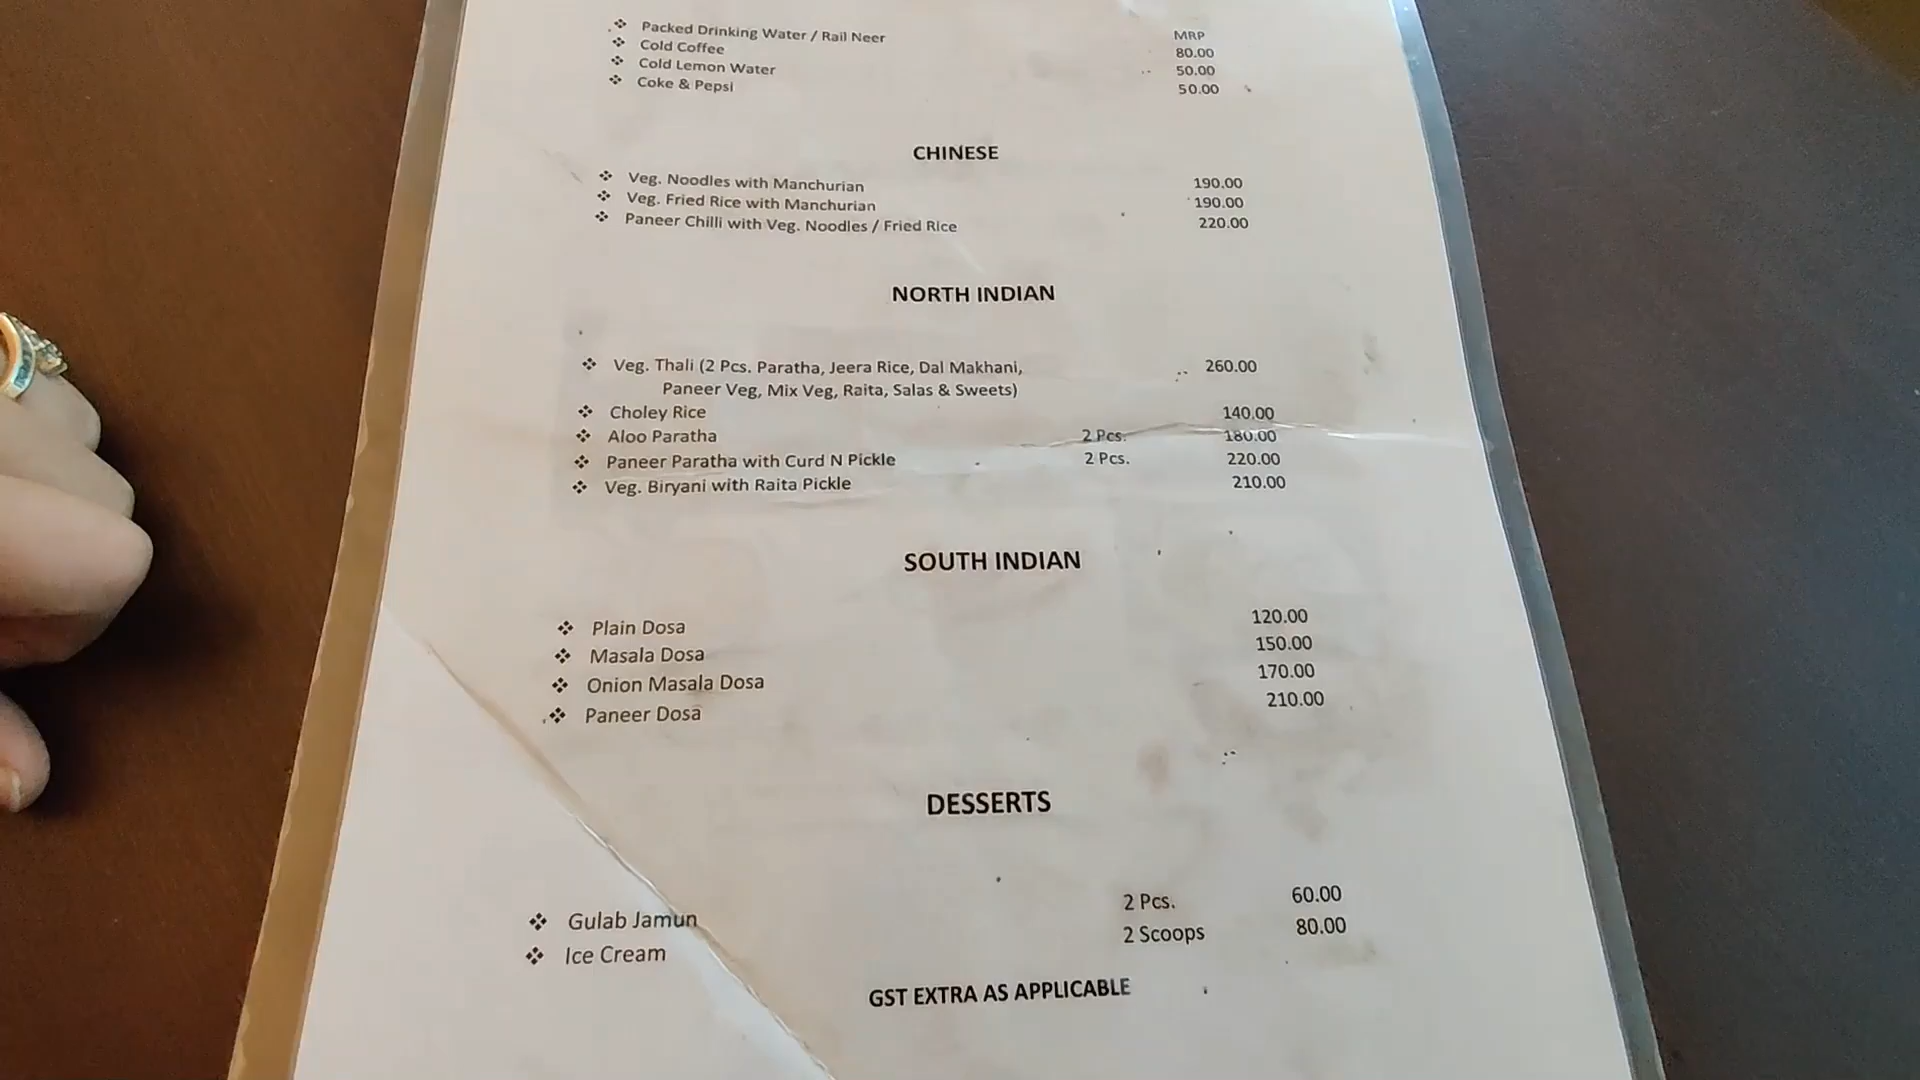 ❖ Packed Drinking Water / Rail Neer MRP
❖ Cold Coffee 80.00
❖ Cold Lemon Water 50.00
❖ Coke & Pepsi 50.00
CHINESE
❖ Veg. Noodles with Manchurian 190.00
❖ Veg. Fried Rice with Manchurian 190.00
❖ Paneer Chilli with Veg. Noodles / Fried Rice 220.00
NORTH INDIAN
❖ Veg. Thali (2 Pcs. Paratha, Jeera Rice, Dal Makhani, 260.00
Paneer Veg, Mix Veg, Raita, Salas & Sweets)
❖ Choley Rice 140.00
❖ Aloo Paratha 2 Pcs. 180.00
❖ Paneer Paratha with Curd N Pickle 2 Pcs. 220.00
❖ Veg. Biryani with Raita Pickle 210.00
SOUTH INDIAN
❖ Plain Dosa 120.00
❖ Masala Dosa 150.00
❖ Onion Masala Dosa 170.00
❖ Paneer Dosa 210.00
DESSERTS
❖ Gulab Jamun 2 Pcs. 60.00
❖ Ice Cream 2 Scoops 80.00
GST EXTRA AS APPLICABLE